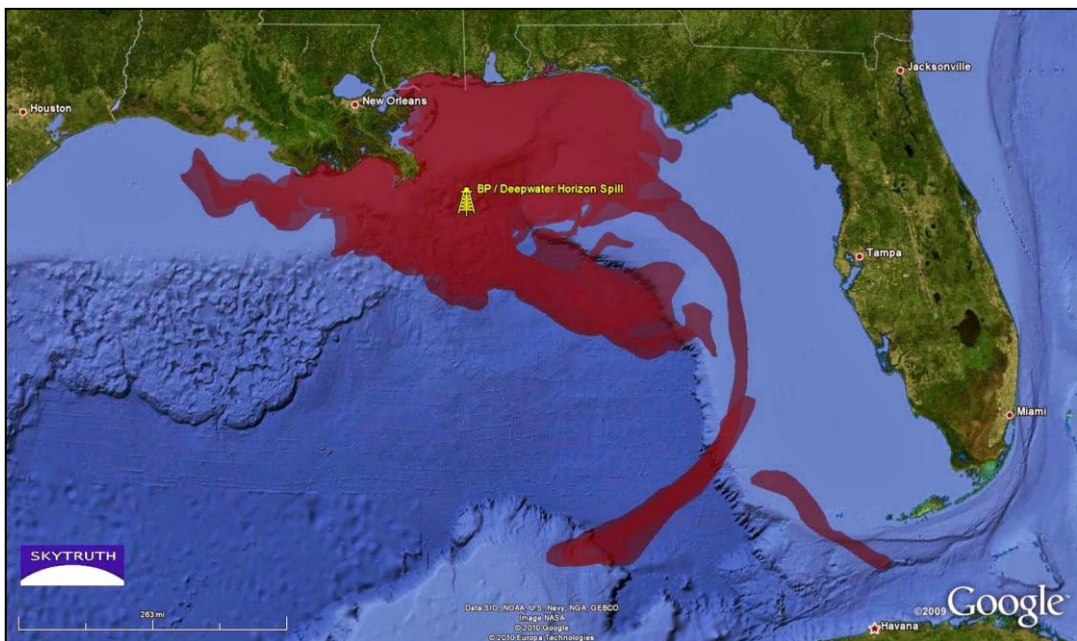 Jacksonville
Houston
New Orleans
BP / Deepwater Horizon Spill
Tampa
Miami
SKYTRUTH
263 mi
Data SIO, NOAA, U.S. Navy, NGA, GEBCO
Image NASA
© 2010 Google
© 2010 Europa Technologies
©2009 Google
Havana